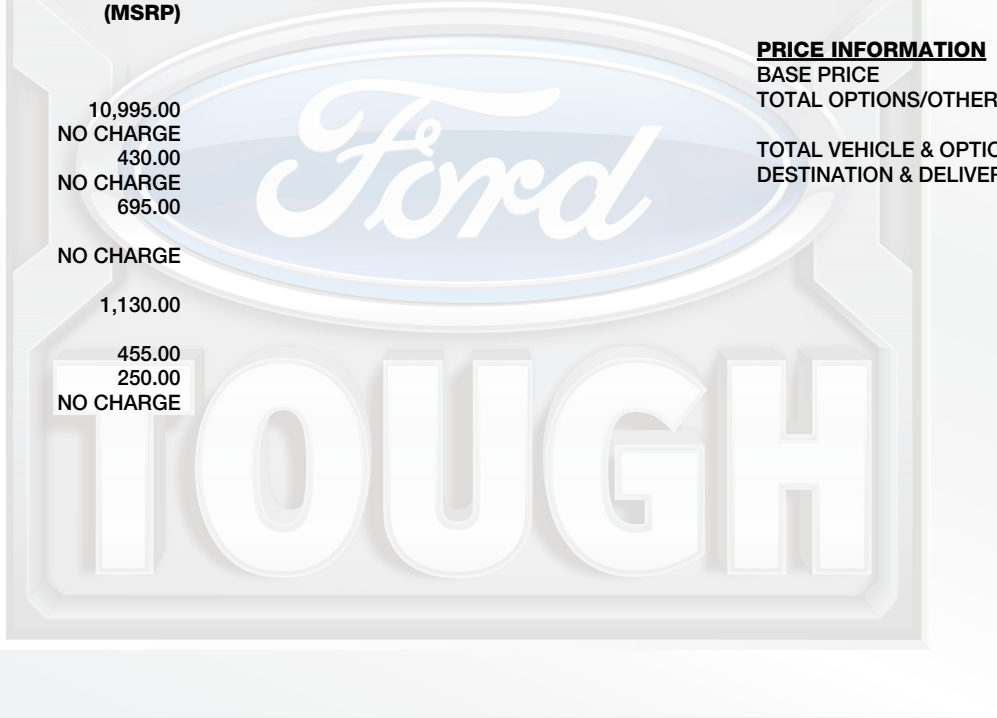 (MSRP)
10,995.00
NO CHARGE
430.00
NO CHARGE
695.00
NO CHARGE
1,130.00
455.00
250.00
NO CHARGE
PRICE INFORMATION
BASE PRICE
TOTAL OPTIONS/OTHER
TOTAL VEHICLE & OPTIO
DESTINATION & DELIVER
Ford
TOUGH